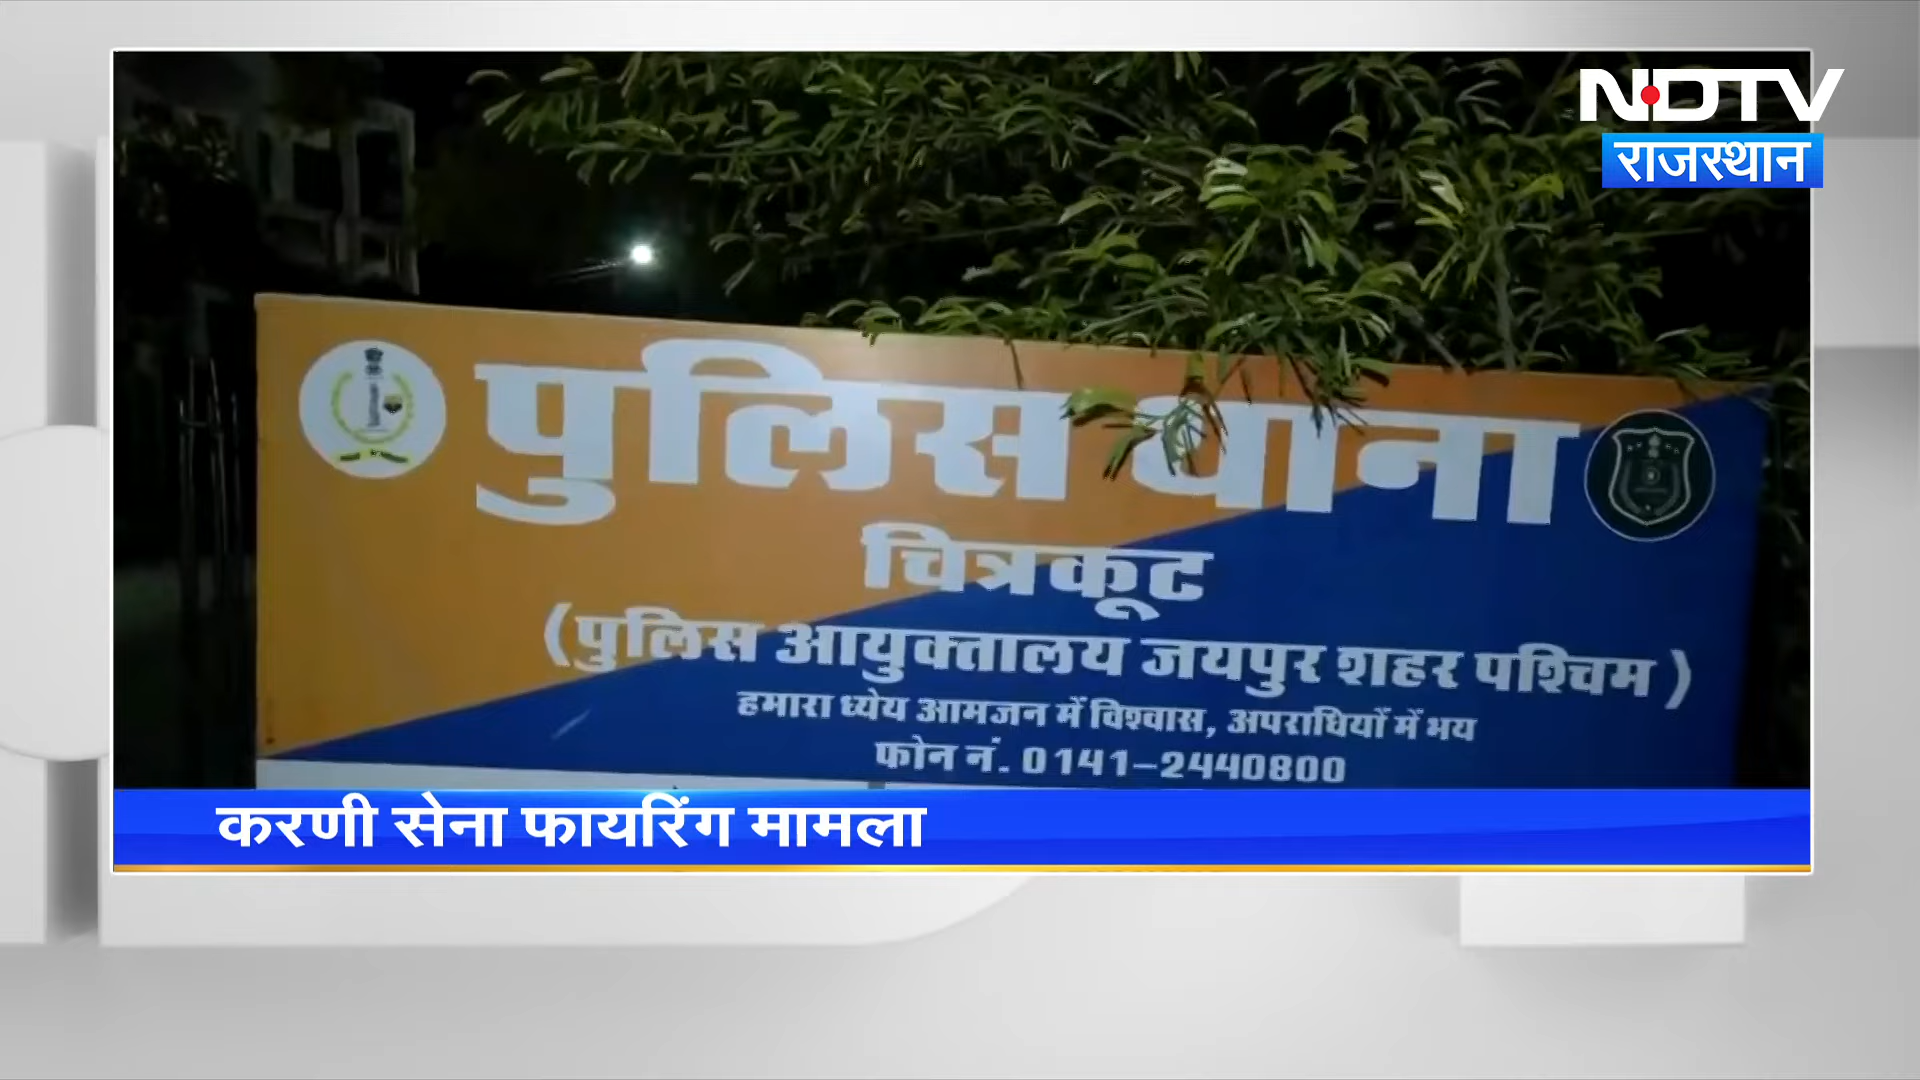 NDTV
राजस्थान
पुलिस थाना
चित्रकूट
(पुलिस आयुक्तालय जयपुर शहर पश्चिम)
हमारा ध्येय आमजन में विश्वास, अपराधियों में भय
फोन नं. 0141-2440800
करणी सेना फायरिंग मामला